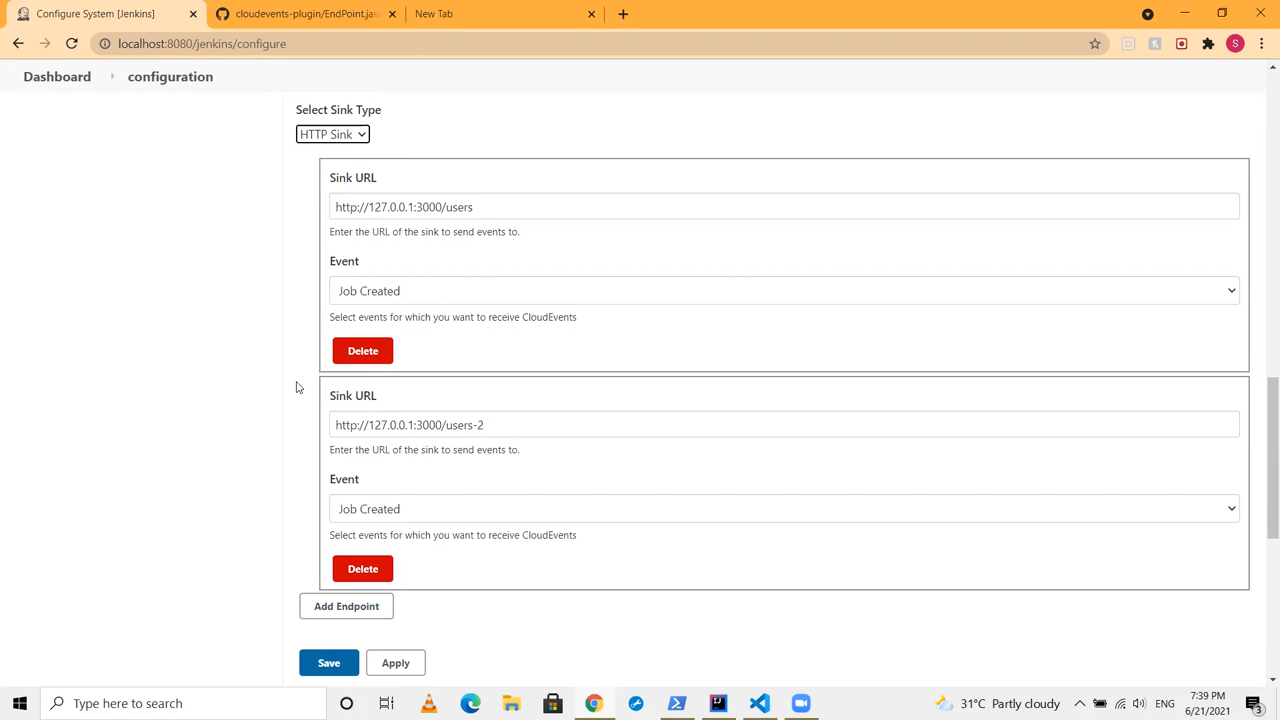 Configure System [Jenkins]
cloudevents-plugin/EndPoint.jav
New Tab
localhost:8080/jenkins/configure
S
Dashboard
configuration
Select Sink Type
HTTP Sink
Sink URL
http://127.0.0.1:3000/users
Enter the URL of the sink to send events to.
Event
Job Created
Select events for which you want to receive CloudEvents
Delete
Sink URL
http://127.0.0.1:3000/users-2
Enter the URL of the sink to send events to.
Event
Job Created
Select events for which you want to receive CloudEvents
Delete
Add Endpoint
Save
Apply
Type here to search
31°C Partly cloudy
ENG
7:39 PM
6/21/2021
3